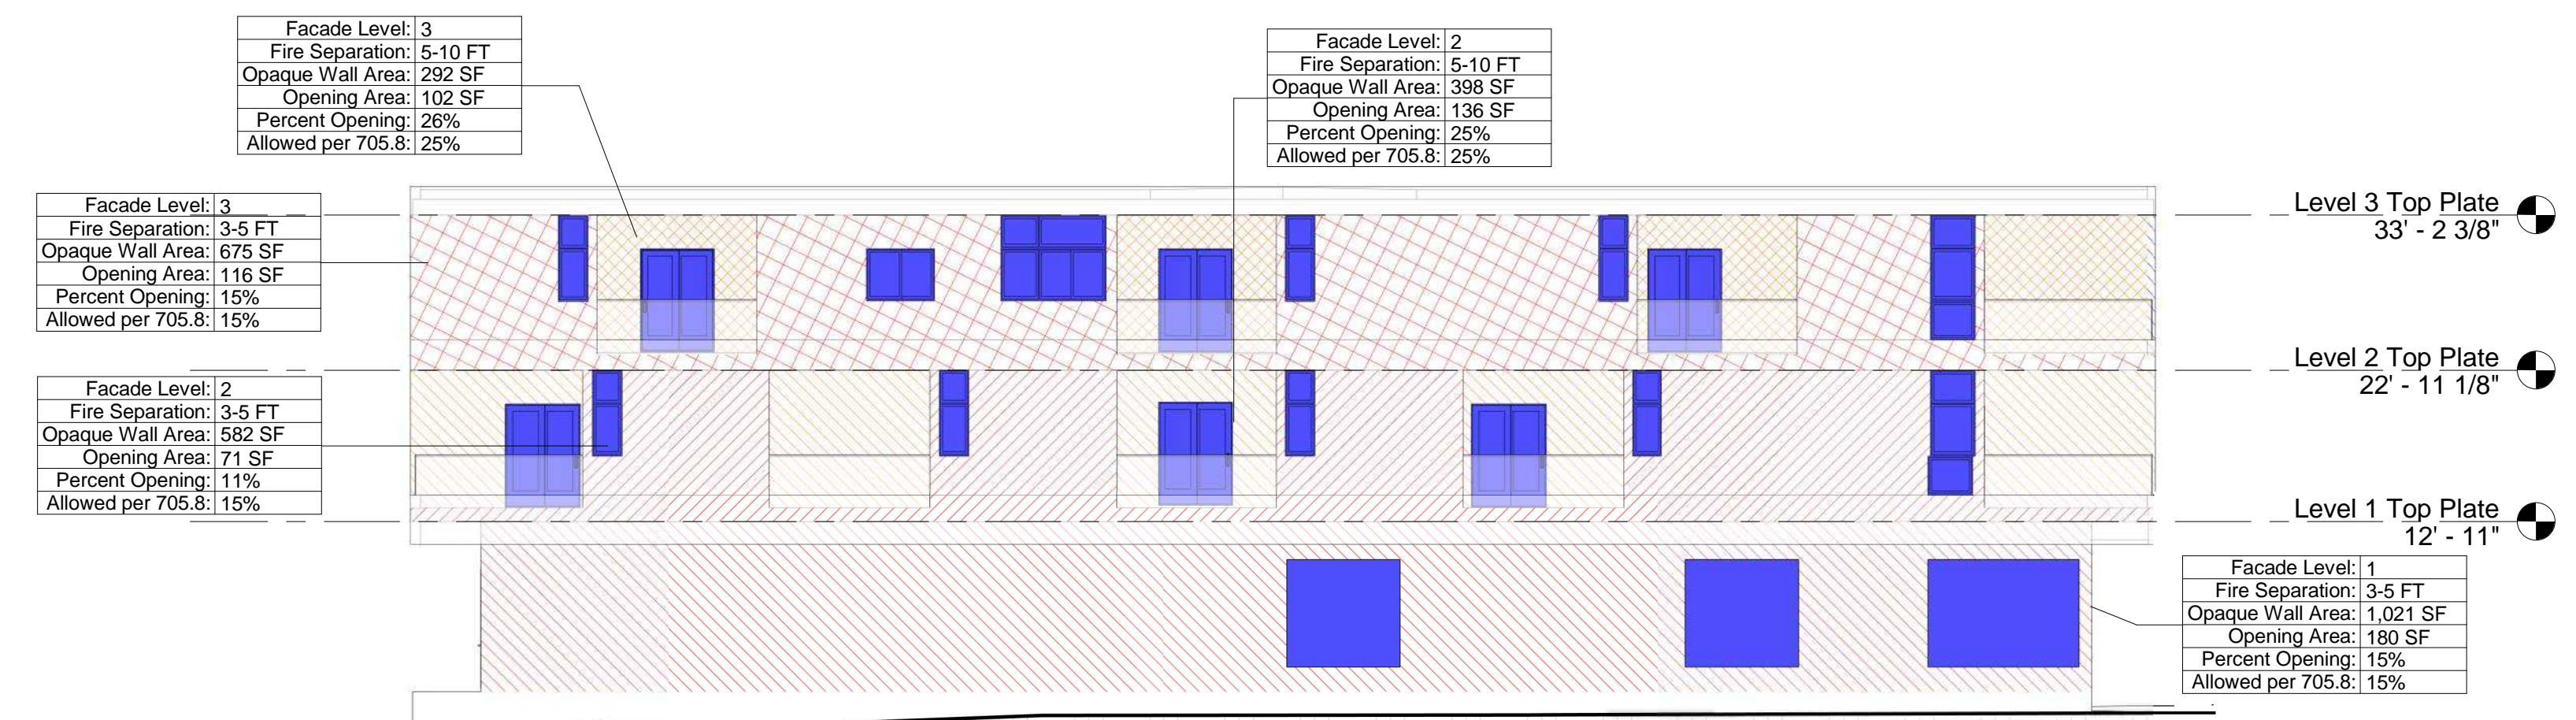 Facade Level: 3
Fire Separation: 5-10 FT
Opaque Wall Area: 292 SF
Opening Area: 102 SF
Percent Opening: 26%
Allowed per 705.8: 25%
Facade Level: 2
Fire Separation: 5-10 FT
Opaque Wall Area: 398 SF
Opening Area: 136 SF
Percent Opening: 25%
Allowed per 705.8: 25%
Facade Level: 3
Fire Separation: 3-5 FT
Opaque Wall Area: 675 SF
Opening Area: 116 SF
Percent Opening: 15%
Allowed per 705.8: 15%
Level 3 Top Plate
33' - 2 3/8"
Facade Level: 2
Fire Separation: 3-5 FT
Opaque Wall Area: 582 SF
Opening Area: 71 SF
Percent Opening: 11%
Allowed per 705.8: 15%
Level 2 Top Plate
22' - 11 1/8"
Level 1 Top Plate
12' - 11"
Facade Level: 1
Fire Separation: 3-5 FT
Opaque Wall Area: 1,021 SF
Opening Area: 180 SF
Percent Opening: 15%
Allowed per 705.8: 15%